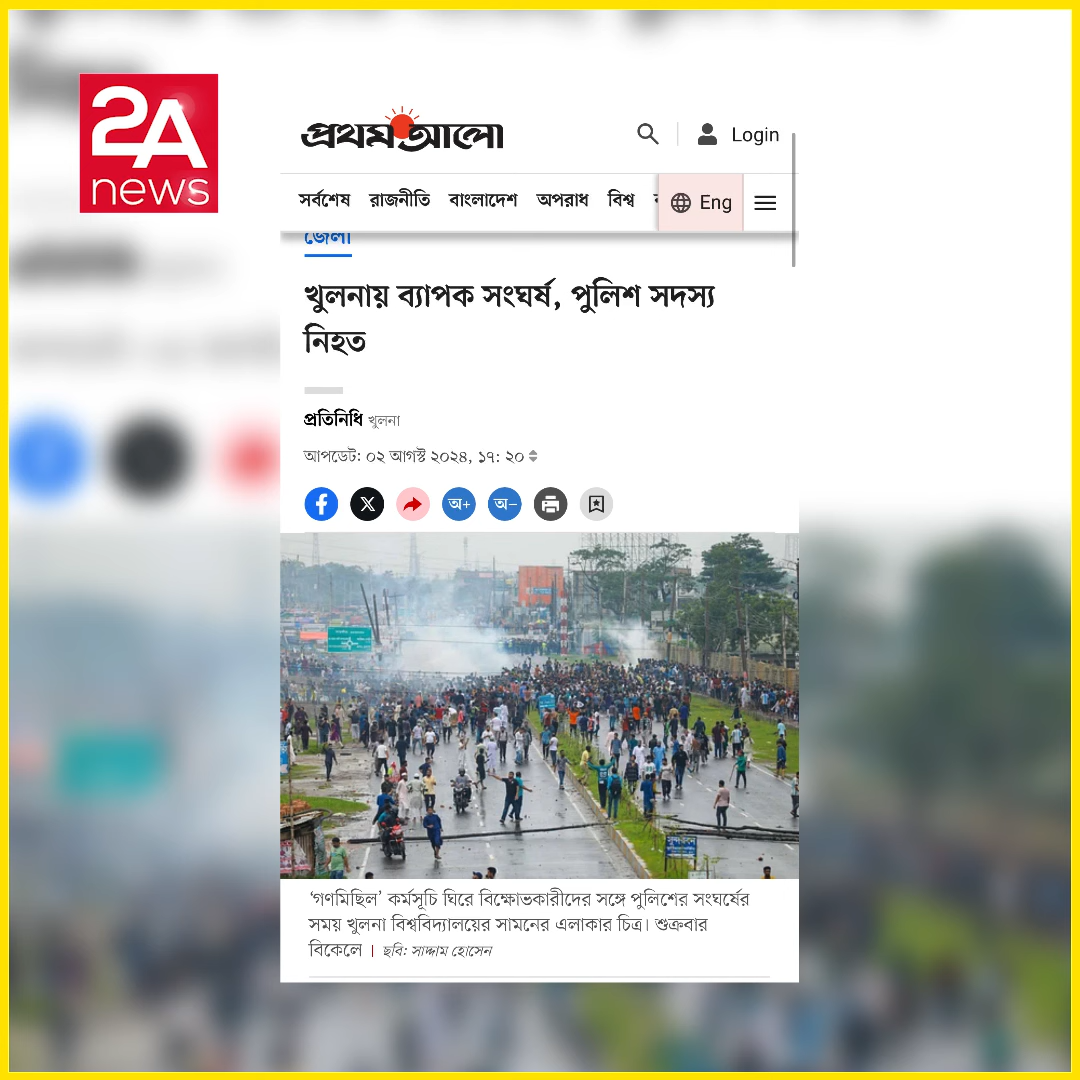 2A
news
প্রথম আলো
Login
সর্বশেষ রাজনীতি বাংলাদেশ অপরাধ বিশ্ব
Eng
জেলা
খুলনায় ব্যাপক সংঘর্ষ, পুলিশ সদস্য
নিহত
প্রতিনিধি খুলনা
আপডেট: ০২ আগস্ট ২০২৪, ১৭: ২০
অ+ অ−
‘গণমিছিল’ কর্মসূচি ঘিরে বিক্ষোভকারীদের সঙ্গে পুলিশের সংঘর্ষের
সময় খুলনা বিশ্ববিদ্যালয়ের সামনের এলাকার চিত্র। শুক্রবার
বিকেলে | ছবি: সাদ্দাম হোসেন